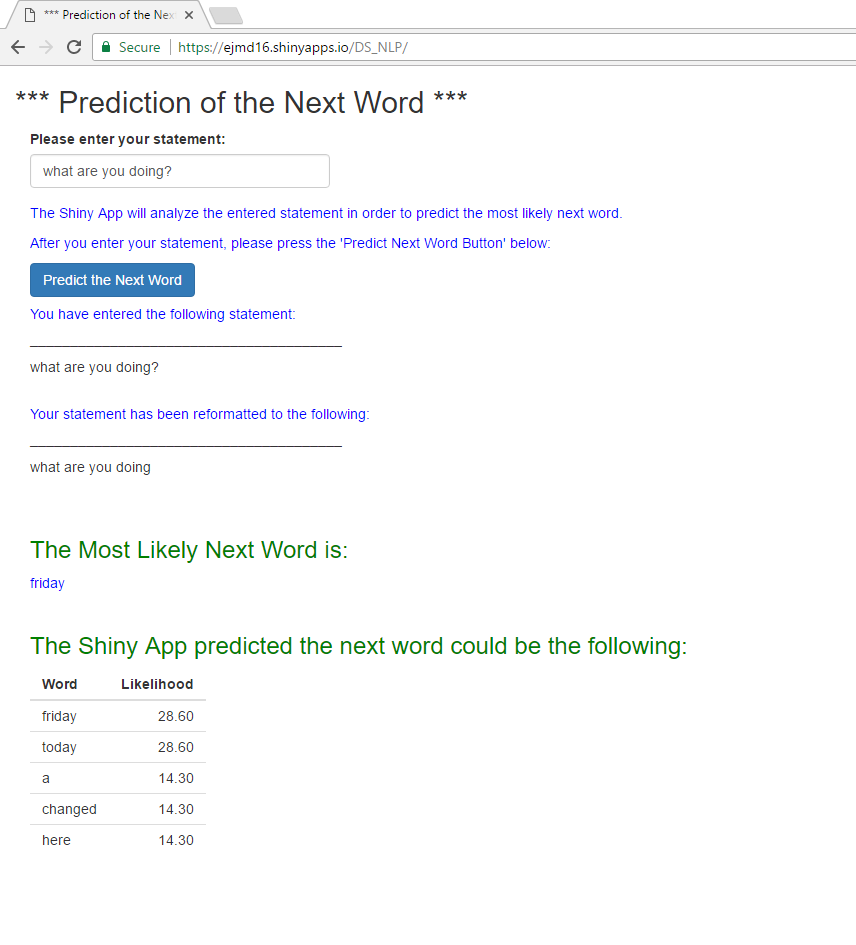 *** Prediction of the Nex
Secure https://ejmd16.shinyapps.io/DS_NLP/
*** Prediction of the Next Word ***
Please enter your statement:
what are you doing?
The Shiny App will analyze the entered statement in order to predict the most likely next word.
After you enter your statement, please press the 'Predict Next Word Button' below:
Predict the Next Word
You have entered the following statement:
________________________________________
what are you doing?
Your statement has been reformatted to the following:
________________________________________
what are you doing
The Most Likely Next Word is:
friday
The Shiny App predicted the next word could be the following:
Word Likelihood
friday 28.60
today 28.60
a 14.30
changed 14.30
here 14.30